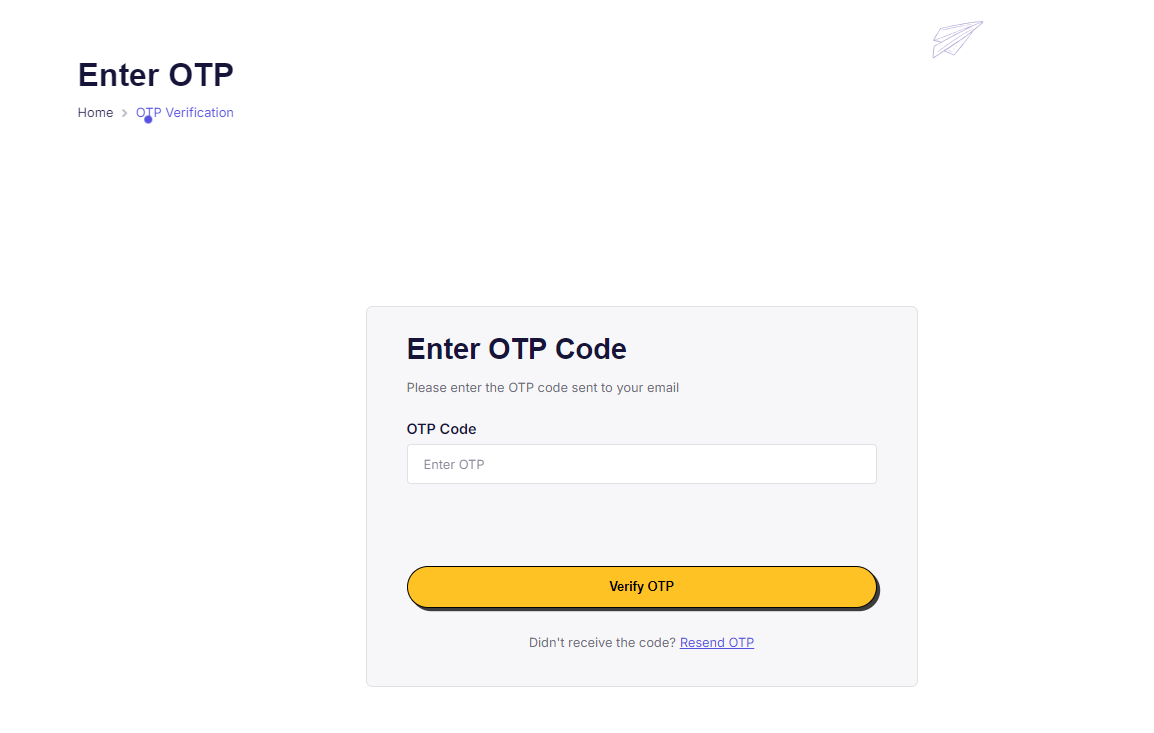 Enter OTP
Home > OTP Verification
Enter OTP Code
Please enter the OTP code sent to your email
OTP Code
Enter OTP
Verify OTP
Didn't receive the code? Resend OTP